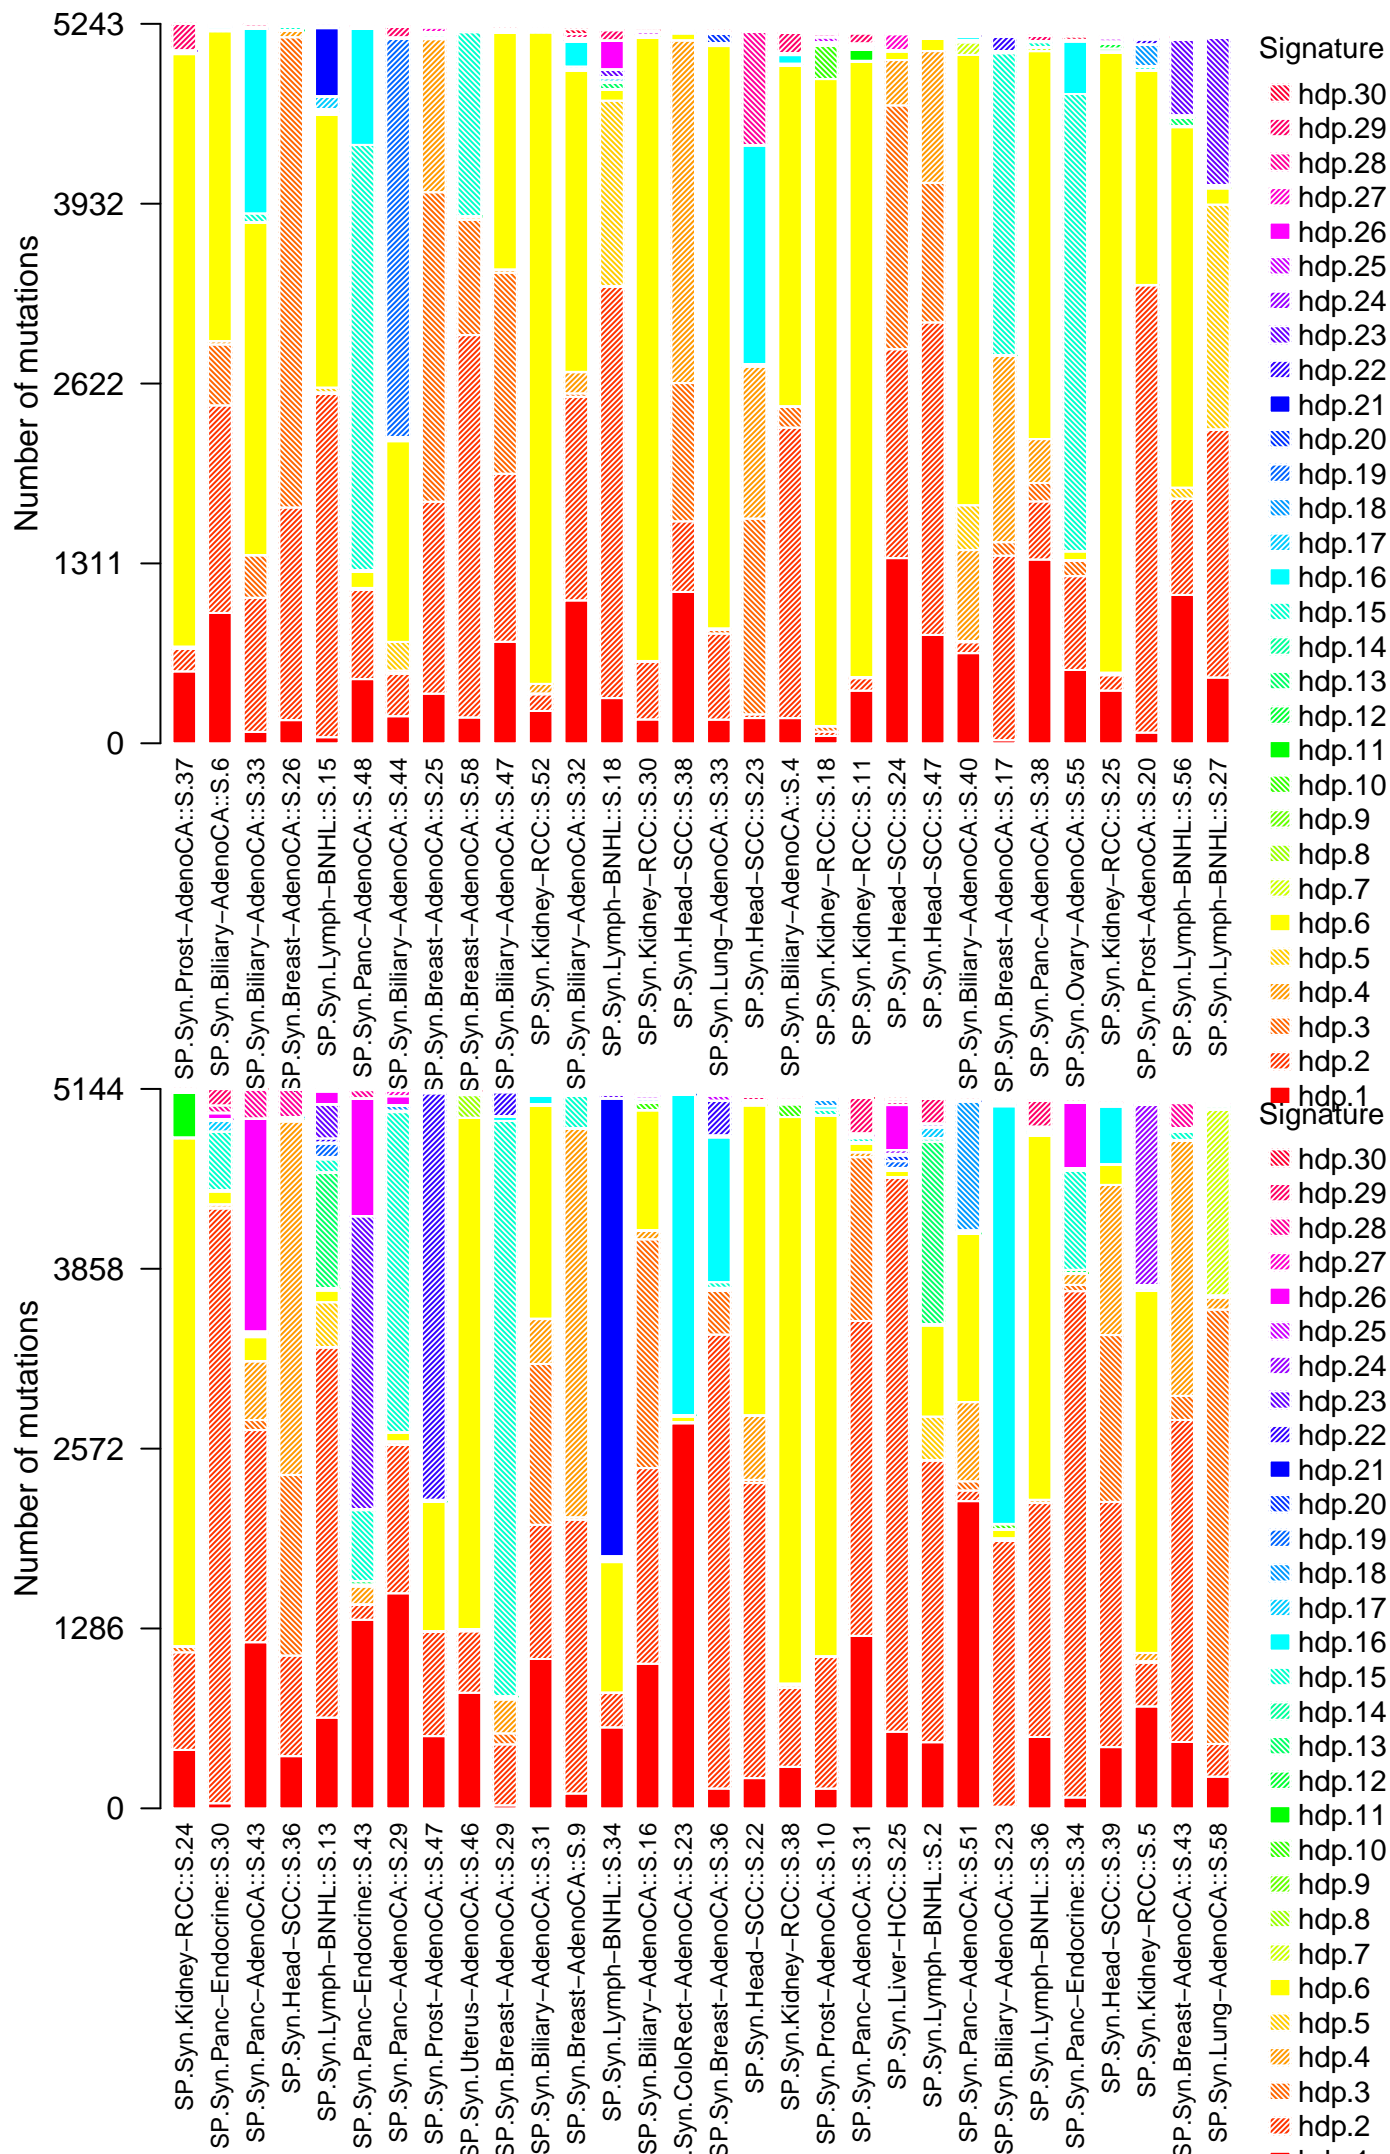 Number of mutations
5243
3932
2622
1311
0
SP.Syn.Prost−AdenoCA::S.37
SP.Syn.Biliary−AdenoCA::S.6
SP.Syn.Biliary−AdenoCA::S.33
SP.Syn.Breast−AdenoCA::S.26
SP.Syn.Lymph−BNHL::S.15
SP.Syn.Panc−AdenoCA::S.48
SP.Syn.Biliary−AdenoCA::S.44
SP.Syn.Breast−AdenoCA::S.25
SP.Syn.Breast−AdenoCA::S.58
SP.Syn.Biliary−AdenoCA::S.47
SP.Syn.Kidney−RCC::S.52
SP.Syn.Biliary−AdenoCA::S.32
SP.Syn.Lymph−BNHL::S.18
SP.Syn.Kidney−RCC::S.30
SP.Syn.Head−SCC::S.38
SP.Syn.Lung−AdenoCA::S.33
SP.Syn.Head−SCC::S.23
SP.Syn.Biliary−AdenoCA::S.4
SP.Syn.Kidney−RCC::S.18
SP.Syn.Kidney−RCC::S.11
SP.Syn.Head−SCC::S.24
SP.Syn.Head−SCC::S.47
SP.Syn.Biliary−AdenoCA::S.40
SP.Syn.Breast−AdenoCA::S.17
SP.Syn.Panc−AdenoCA::S.38
SP.Syn.Ovary−AdenoCA::S.55
SP.Syn.Kidney−RCC::S.25
SP.Syn.Prost−AdenoCA::S.20
SP.Syn.Lymph−BNHL::S.56
SP.Syn.Lymph−BNHL::S.27
Signature
hdp.30
hdp.29
hdp.28
hdp.27
hdp.26
hdp.25
hdp.24
hdp.23
hdp.22
hdp.21
hdp.20
hdp.19
hdp.18
hdp.17
hdp.16
hdp.15
hdp.14
hdp.13
hdp.12
hdp.11
hdp.10
hdp.9
hdp.8
hdp.7
hdp.6
hdp.5
hdp.4
hdp.3
hdp.2
hdp.1
Number of mutations
5144
3858
2572
1286
0
SP.Syn.Kidney−RCC::S.24
SP.Syn.Panc−Endocrine::S.30
SP.Syn.Panc−AdenoCA::S.43
SP.Syn.Head−SCC::S.36
SP.Syn.Lymph−BNHL::S.13
SP.Syn.Panc−Endocrine::S.43
SP.Syn.Panc−AdenoCA::S.29
SP.Syn.Prost−AdenoCA::S.47
SP.Syn.Uterus−AdenoCA::S.46
SP.Syn.Breast−AdenoCA::S.29
SP.Syn.Biliary−AdenoCA::S.31
SP.Syn.Breast−AdenoCA::S.9
SP.Syn.Lymph−BNHL::S.34
SP.Syn.Biliary−AdenoCA::S.16
.Syn.ColoRect−AdenoCA::S.23
SP.Syn.Breast−AdenoCA::S.36
SP.Syn.Head−SCC::S.22
SP.Syn.Kidney−RCC::S.38
SP.Syn.Prost−AdenoCA::S.10
SP.Syn.Panc−AdenoCA::S.31
SP.Syn.Liver−HCC::S.25
SP.Syn.Lymph−BNHL::S.2
SP.Syn.Panc−AdenoCA::S.51
SP.Syn.Biliary−AdenoCA::S.23
SP.Syn.Lymph−BNHL::S.36
SP.Syn.Panc−Endocrine::S.34
SP.Syn.Head−SCC::S.39
SP.Syn.Kidney−RCC::S.5
SP.Syn.Breast−AdenoCA::S.43
SP.Syn.Lung−AdenoCA::S.58
Signature
hdp.30
hdp.29
hdp.28
hdp.27
hdp.26
hdp.25
hdp.24
hdp.23
hdp.22
hdp.21
hdp.20
hdp.19
hdp.18
hdp.17
hdp.16
hdp.15
hdp.14
hdp.13
hdp.12
hdp.11
hdp.10
hdp.9
hdp.8
hdp.7
hdp.6
hdp.5
hdp.4
hdp.3
hdp.2